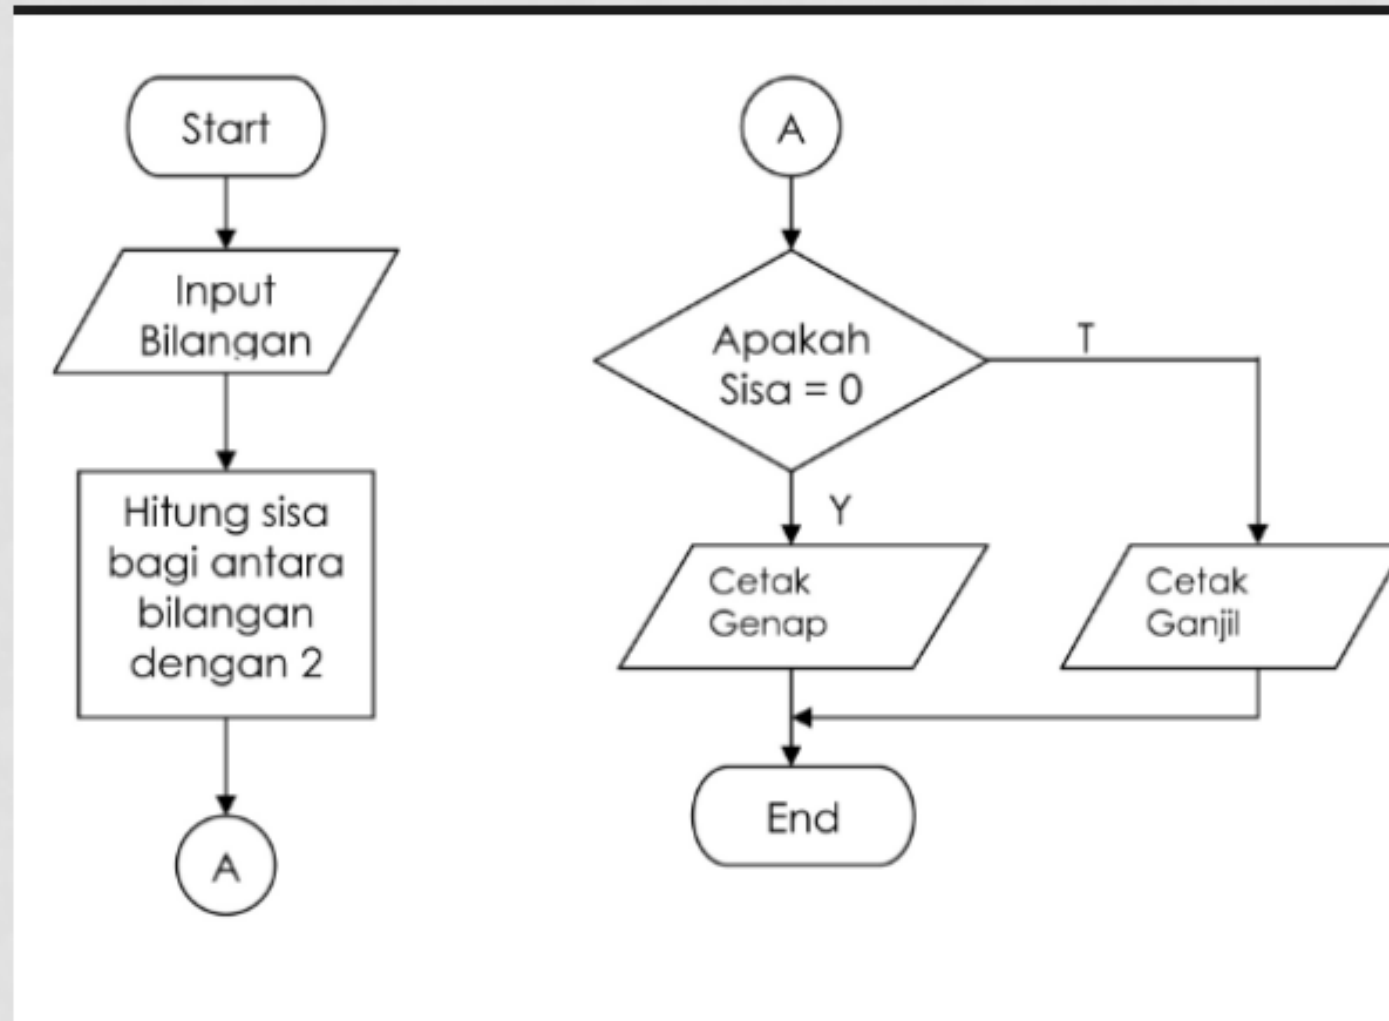 Start
Input
Bilangan
Hitung sisa
bagi antara
bilangan
dengan 2
A
A
Apakah
Sisa = 0
T
Y
Cetak
Genap
Cetak
Ganjil
End